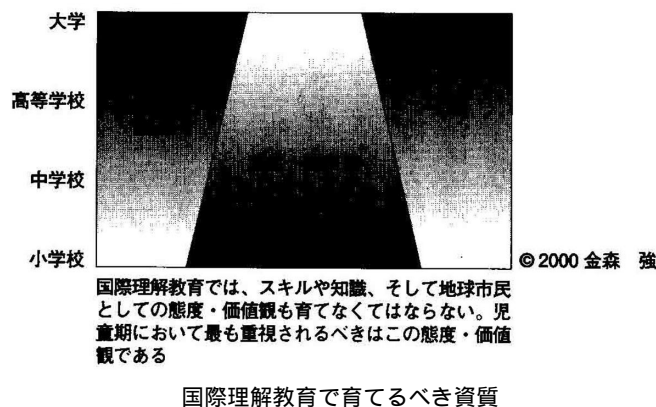 大学
高等学校
中学校
小学校
©2000 金森 強
国際理解教育では、スキルや知識、そして地球市民
としての態度・価値観も育てなくてはならない。児
童期において最も重視されるべきはこの態度・価値
観である
国際理解教育で育てるべき資質